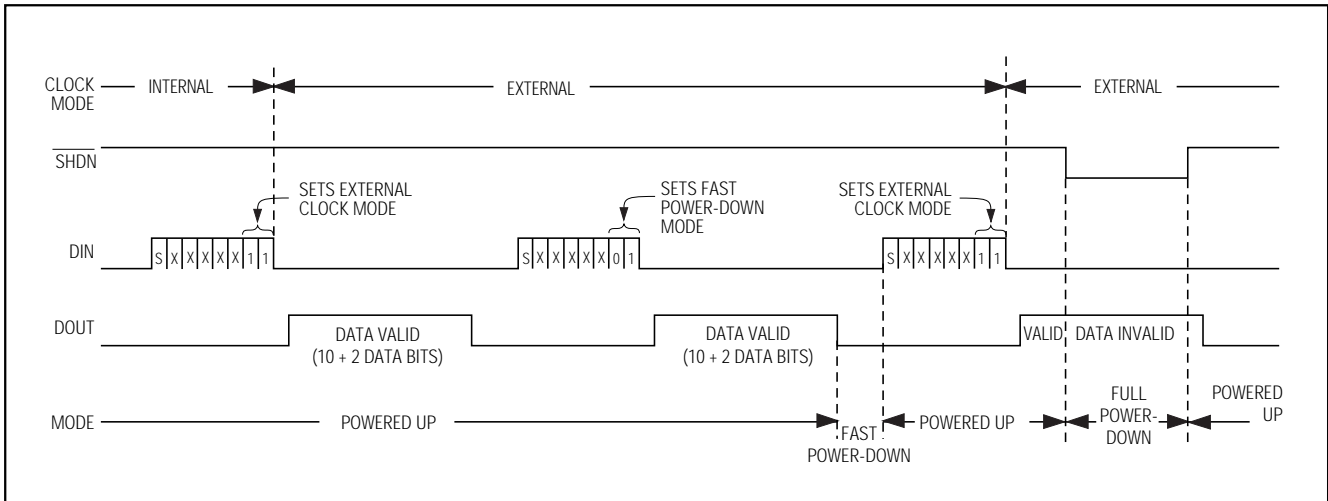 CLOCK
MODE
INTERNAL
EXTERNAL
EXTERNAL
SHDN
SETS EXTERNAL
CLOCK MODE
SETS FAST
POWER-DOWN
MODE
SETS EXTERNAL
CLOCK MODE
DIN
S X X X X X 1 1
S X X X X X 0 1
S X X X X X 1 1
DOUT
DATA VALID
(10 + 2 DATA BITS)
DATA VALID
(10 + 2 DATA BITS)
VALID
DATA INVALID
MODE
POWERED UP
FAST
POWER-DOWN
POWERED UP
FULL
POWER-
DOWN
POWERED
UP